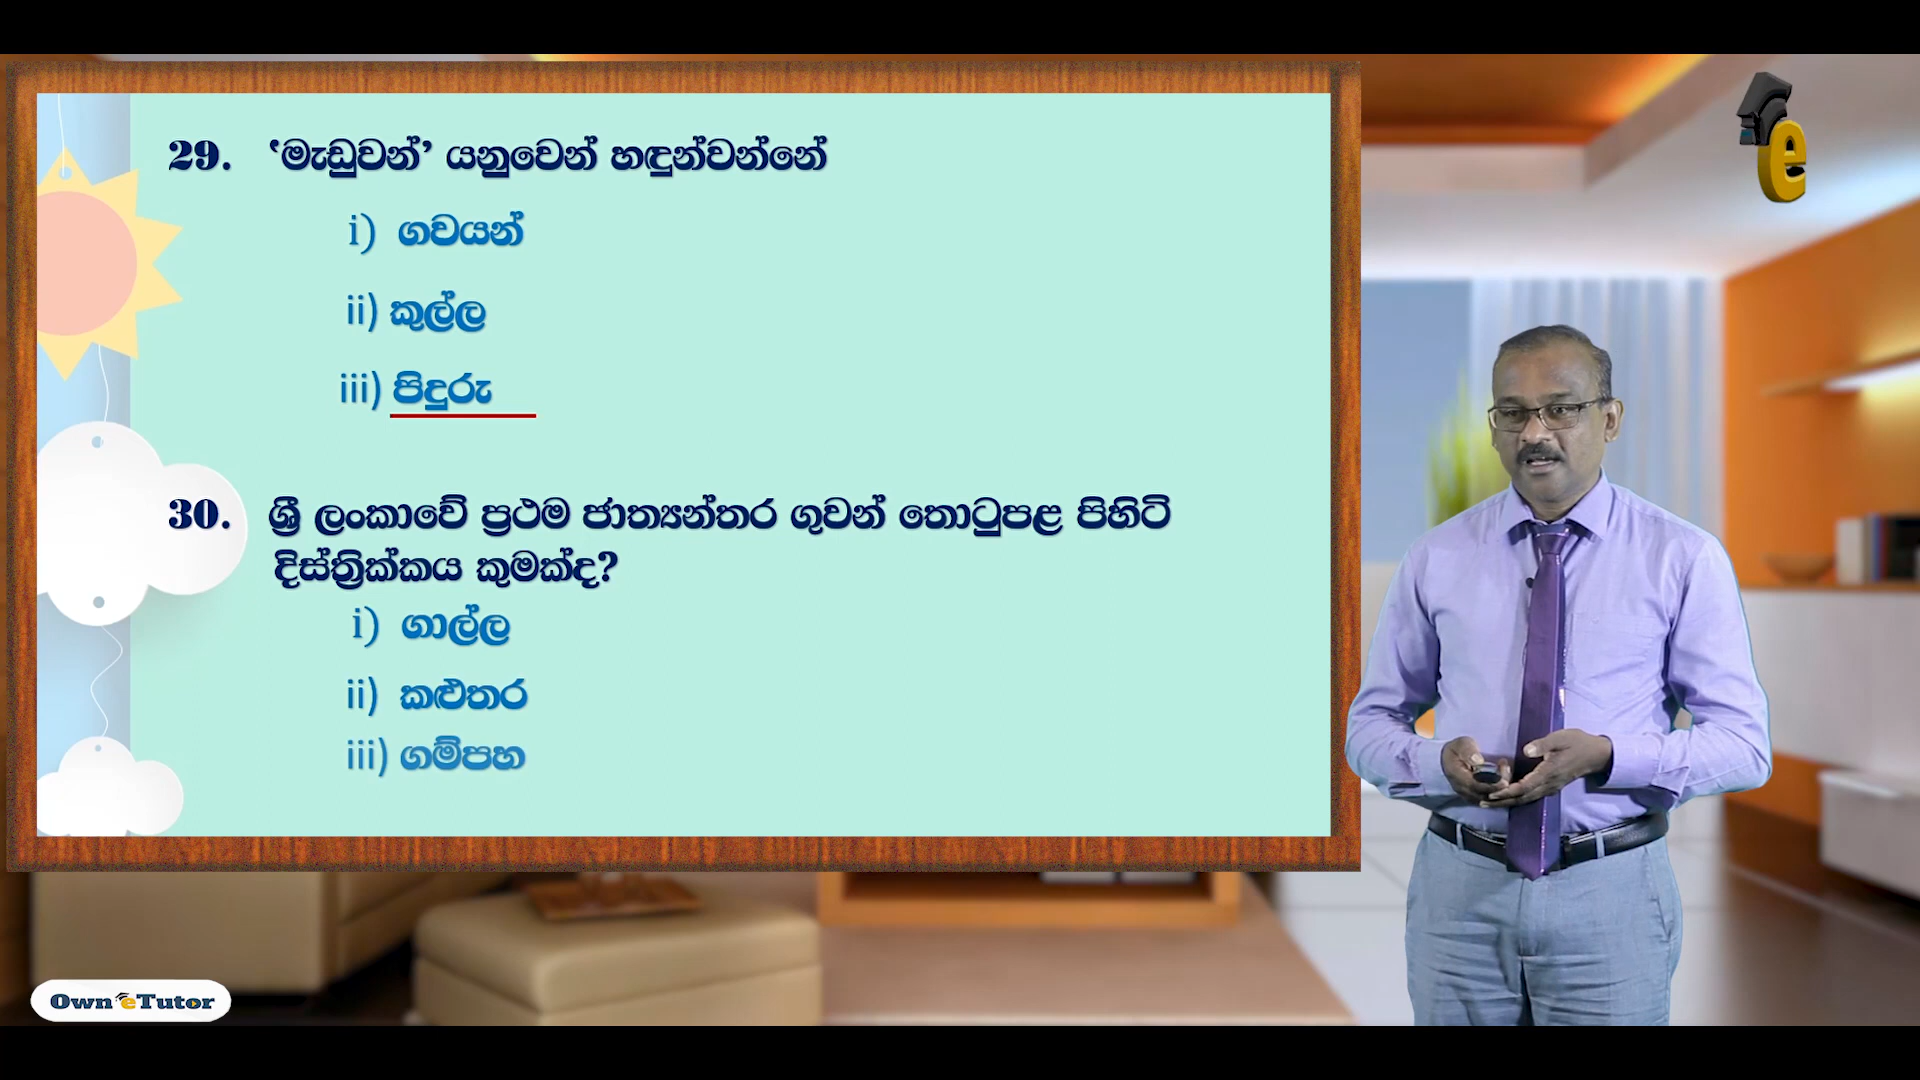 29. ‘මැඩුවන්’ යනුවෙන් හඳුන්වන්නේ
i) ගවයන්
ii) කුල්ල
iii) පිදුරු
30. ශ්‍රී ලංකාවේ ප්‍රථම ජාත්‍යන්තර ගුවන් තොටුපළ පිහිටි
දිස්ත්‍රික්කය කුමක්ද?
i) ගාල්ල
ii) කළුතර
iii) ගම්පහ
e
Own eTutor